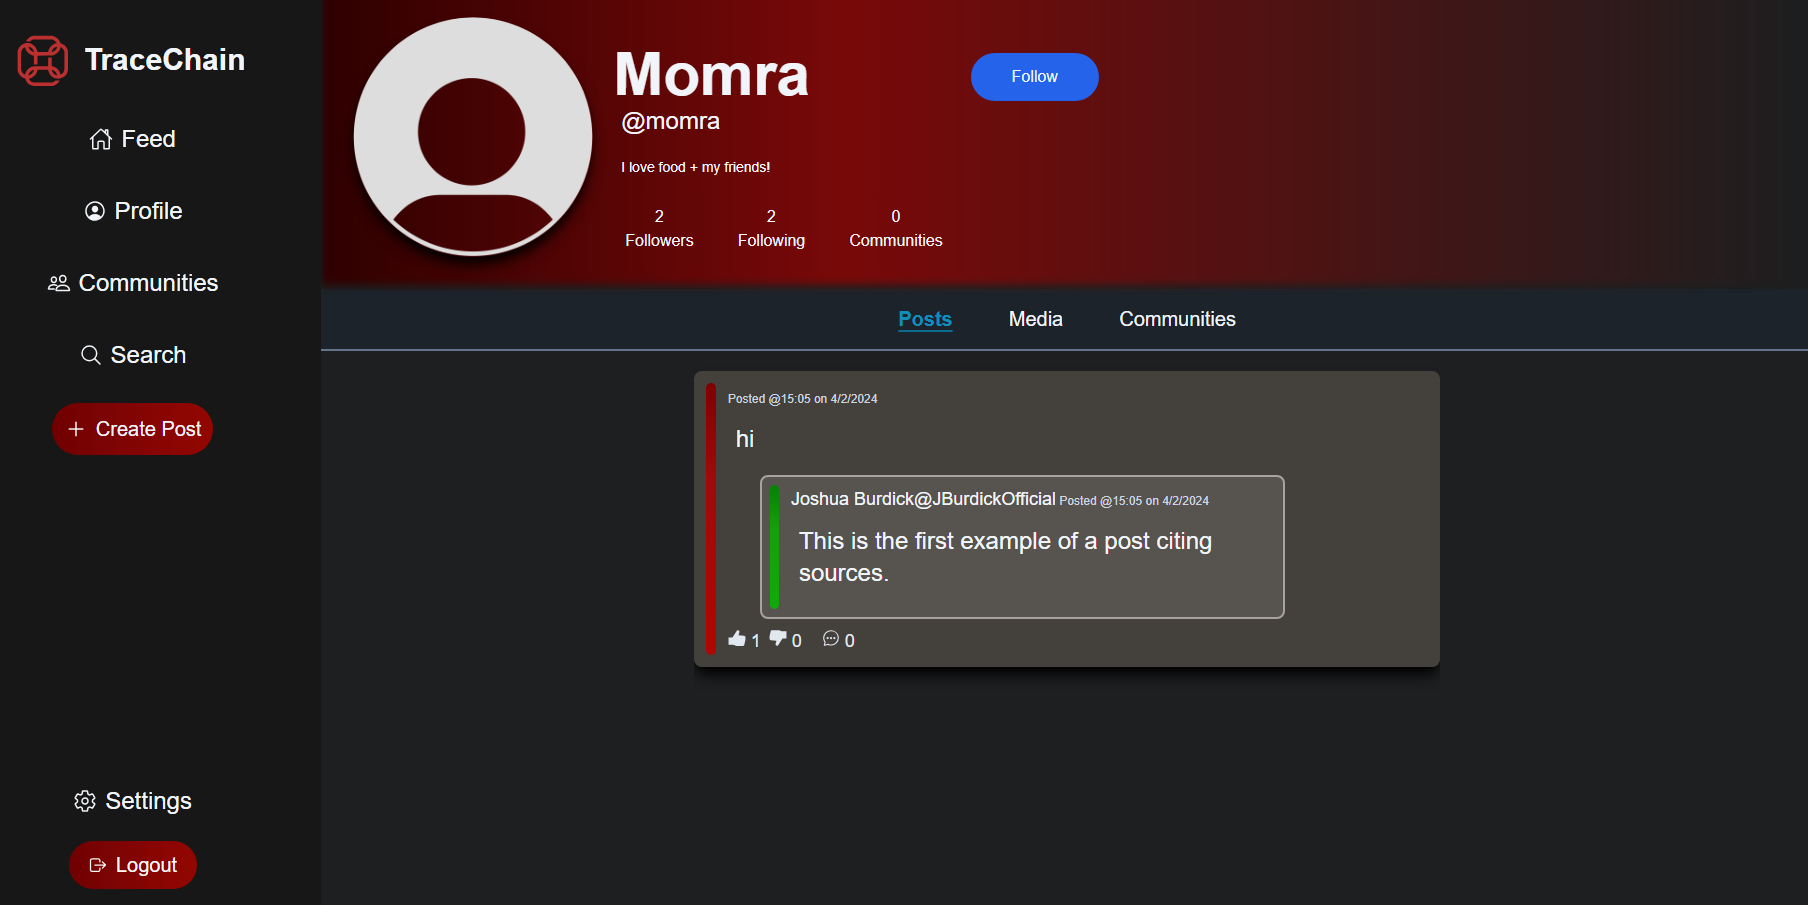 TraceChain
Feed
Profile
Communities
Search
Create Post
Settings
Logout
Momra
Follow
@momra
I love food + my friends!
2 2 0
Followers Following Communities
Posts Media Communities
Posted @15:05 on 4/2/2024
hi
Joshua Burdick@JBurdickOfficial Posted @15:05 on 4/2/2024
This is the first example of a post citing
sources.
1 0 0